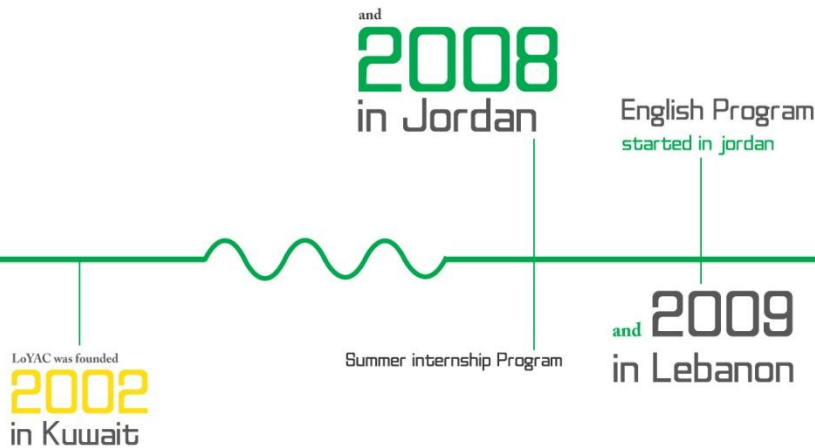 LoYAC was founded
2002
in Kuwait
and
2008
in Jordan
Summer internship Program
English Program
started in jordan
and 2009
in Lebanon